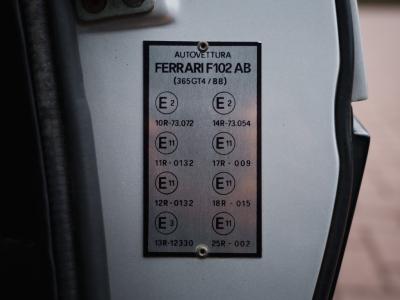 AUTOVETTURA
FERRARI F102 AB
(365GT4/BB)
E2 E2
10R-73.072 14R-73.054
E11 E11
11R-0132 17R-009
E11 E11
12R-0132 18R-015
E3 E11
13R-12330 25R-002